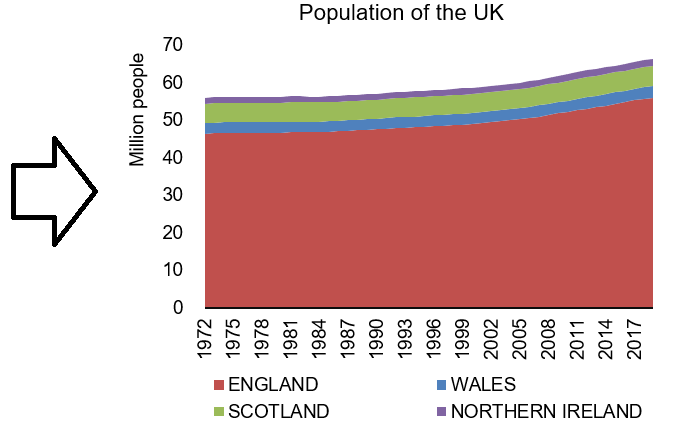 Population of the UK
Million people
70
60
50
40
30
20
10
0
1972 1975 1978 1981 1984 1987 1990 1993 1996 1999 2002 2005 2008 2011 2014 2017
ENGLAND WALES
SCOTLAND NORTHERN IRELAND